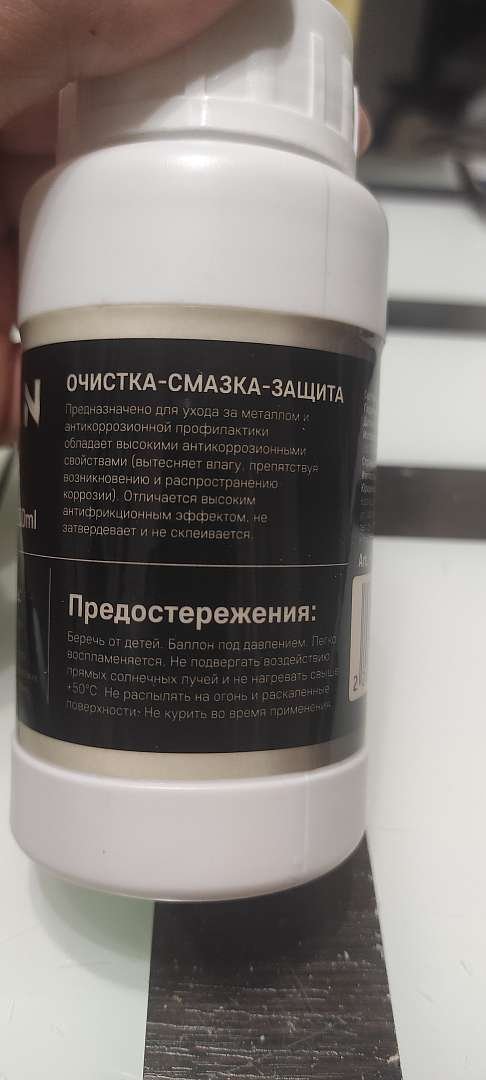 N
ОЧИСТКА-СМАЗКА-ЗАЩИТА
Предназначено для ухода за металлом и
антикоррозионной профилактики
обладает высокими антикоррозионными
свойствами (вытесняет влагу, препятствуя
возникновению и распространению
коррозии). Отличается высоким
антифрикционным эффектом, не
затвердевает и не склеивается.
0ml
Предостережения:
Беречь от детей. Баллон под давлением. Легко
воспламеняется. Не подвергать воздействию
прямых солнечных лучей и не нагревать свыше
+50°С. Не распылять на огонь и раскаленные
поверхности- Не курить во время применения.
Art.
2